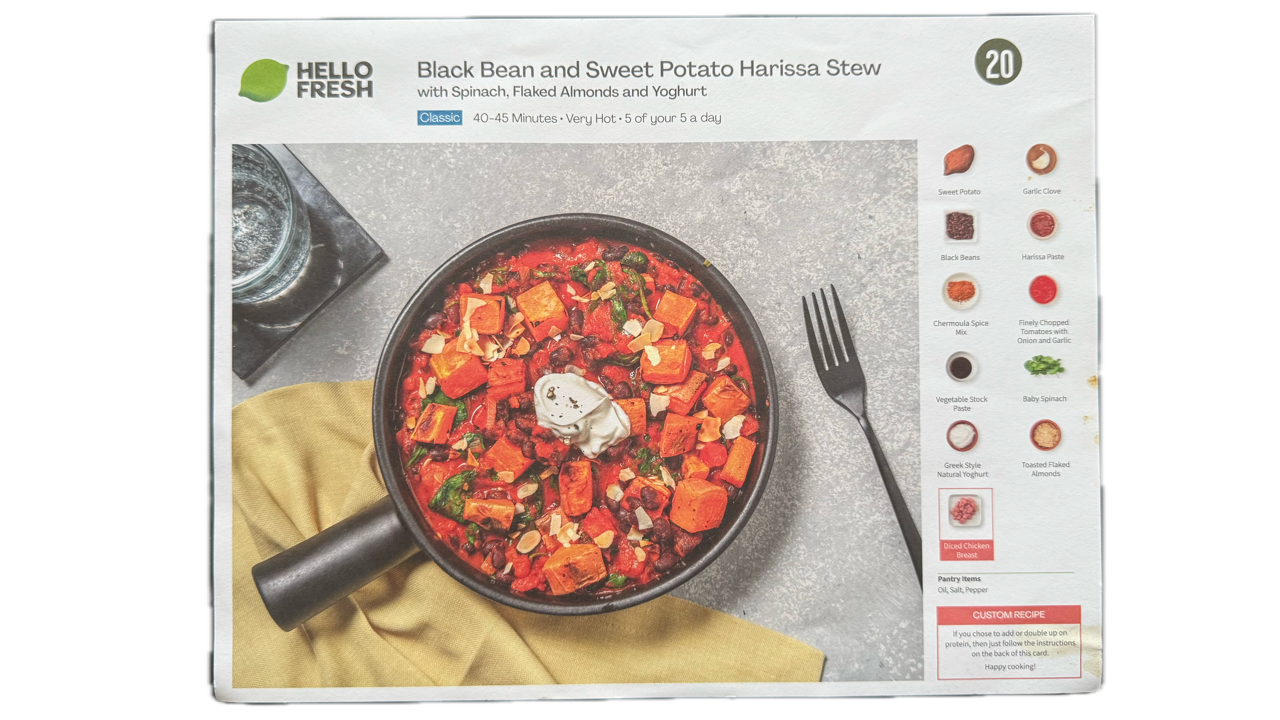 HELLO
FRESH
Black Bean and Sweet Potato Harissa Stew
with Spinach, Flaked Almonds and Yoghurt
Classic 40-45 Minutes • Very Hot • 5 of your 5 a day
20
Sweet Potato
Garlic Clove
Black Beans
Harissa Paste
Chermoula Spice
Mix
Finely Chopped
Tomatoes with
Onion and Garlic
Vegetable Stock
Paste
Baby Spinach
Greek Style
Natural Yoghurt
Toasted Flaked
Almonds
Diced Chicken
Breast
Pantry Items
Oil, Salt, Pepper
CUSTOM RECIPE
If you chose to add or double up on
protein, then just follow the instructions
on the back of this card.
Happy cooking!